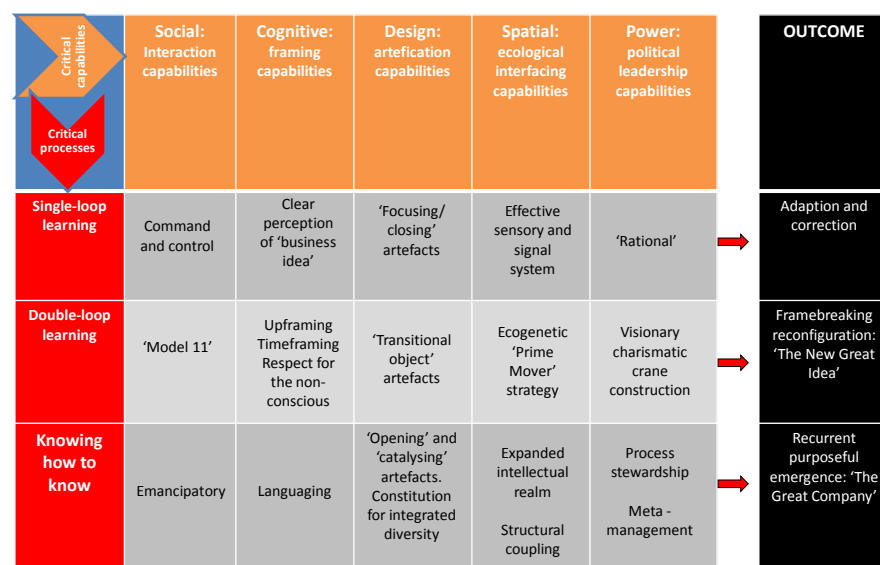 Critical
capabilities
Critical
processes
Social:
Interaction
capabilities
Cognitive:
framing
capabilities
Design:
artefication
capabilities
Spatial:
ecological
interfacing
capabilities
Power:
political
leadership
capabilities
OUTCOME
Single-loop
learning
Command
and control
Clear
perception
of ‘business
idea’
‘Focusing/
closing’
artefacts
Effective
sensory and
signal
system
‘Rational’
Adaption and
correction
Double-loop
learning
‘Model 11’
Upframing
Timeframing
Respect for
the non-
conscious
‘Transitional
object’
artefacts
Ecogenetic
‘Prime
Mover’
strategy
Visionary
charismatic
crane
construction
Framebreaking
reconfiguration:
‘The New Great
Idea’
Knowing
how to
know
Emancipatory
Languaging
‘Opening’ and
‘catalysing’
artefacts.
Constitution
for integrated
diversity
Expanded
intellectual
realm
Structural
coupling
Process
stewardship
Meta -
management
Recurrent
purposeful
emergence: ‘The
Great Company’